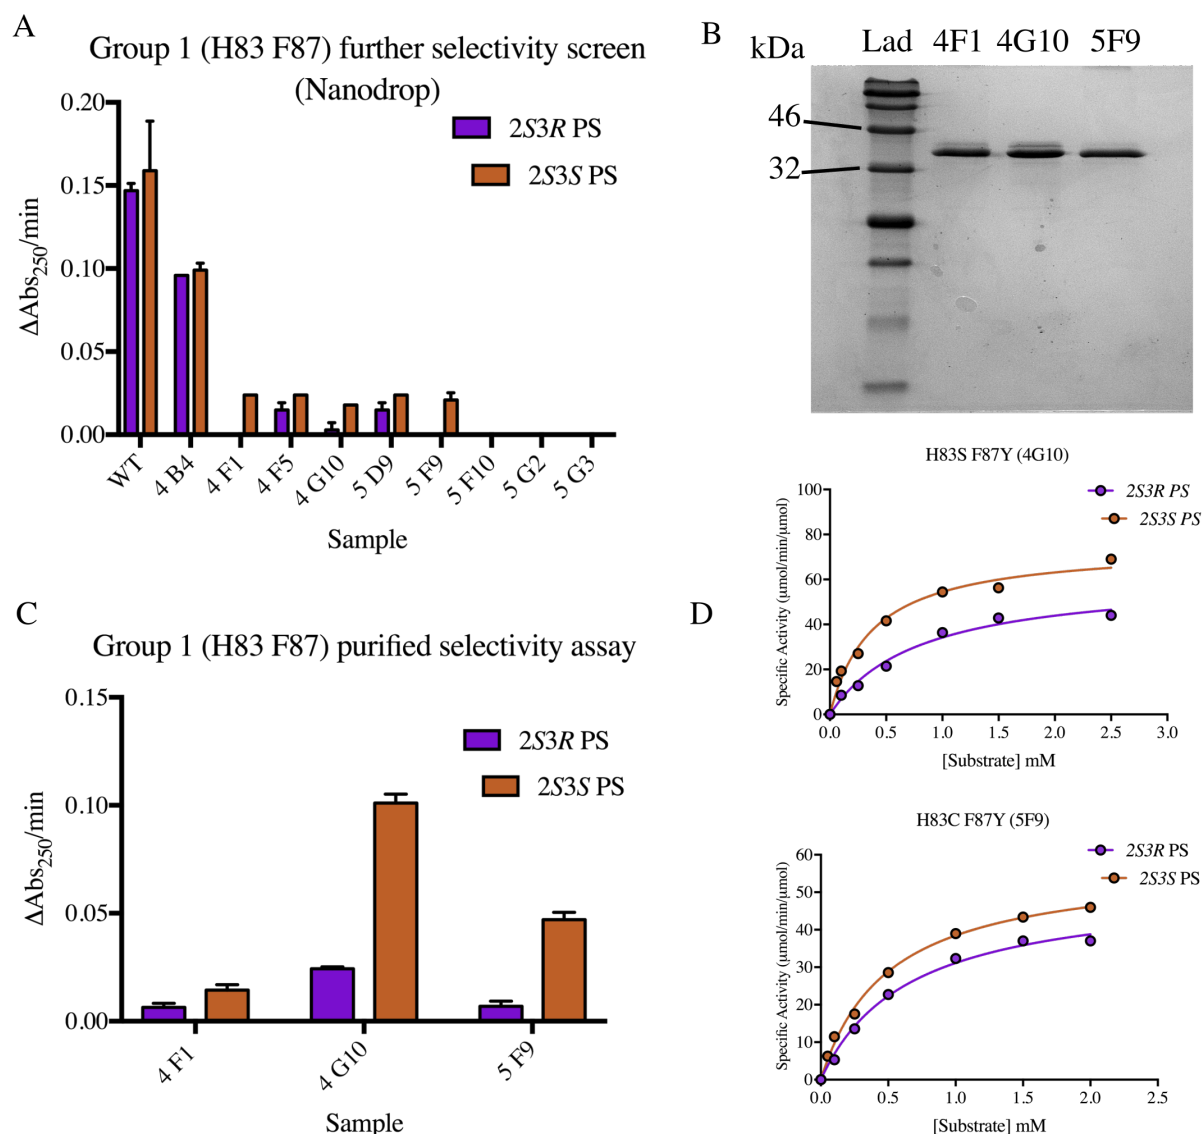 A
Group 1 (H83 F87) further selectivity screen
(Nanodrop)
0.20
0.15
0.10
0.05
0.00
ΔAbs250/min
2S3R PS
2S3S PS
WT
4 B4
4 F1
4 F5
4 G10
5 D9
5 F9
5 F10
5 G2
5 G3
Sample
B
kDa Lad 4F1 4G10 5F9
46
32
C
Group 1 (H83 F87) purified selectivity assay
0.15
0.10
0.05
0.00
ΔAbs250/min
2S3R PS
2S3S PS
4 F1
4 G10
5 F9
Sample
D
H83S F87Y (4G10)
2S3R PS
2S3S PS
100
80
60
40
20
0
Specific Activity (μmol/min/μmol)
0.0 0.5 1.0 1.5 2.0 2.5 3.0
[Substrate] mM
H83C F87Y (5F9)
2S3R PS
2S3S PS
60
50
40
30
20
10
0
Specific Activity (μmol/min/μmol)
0.0 0.5 1.0 1.5 2.0 2.5
[Substrate] mM